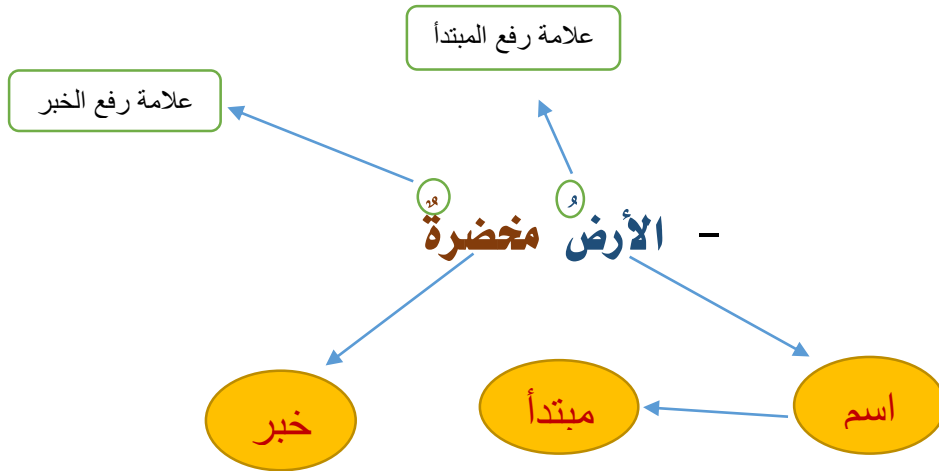 علامة رفع المبتدأ
علامة رفع الخبر
- الأرضُ مخضرةٌ
اسم
مبتدأ
خبر